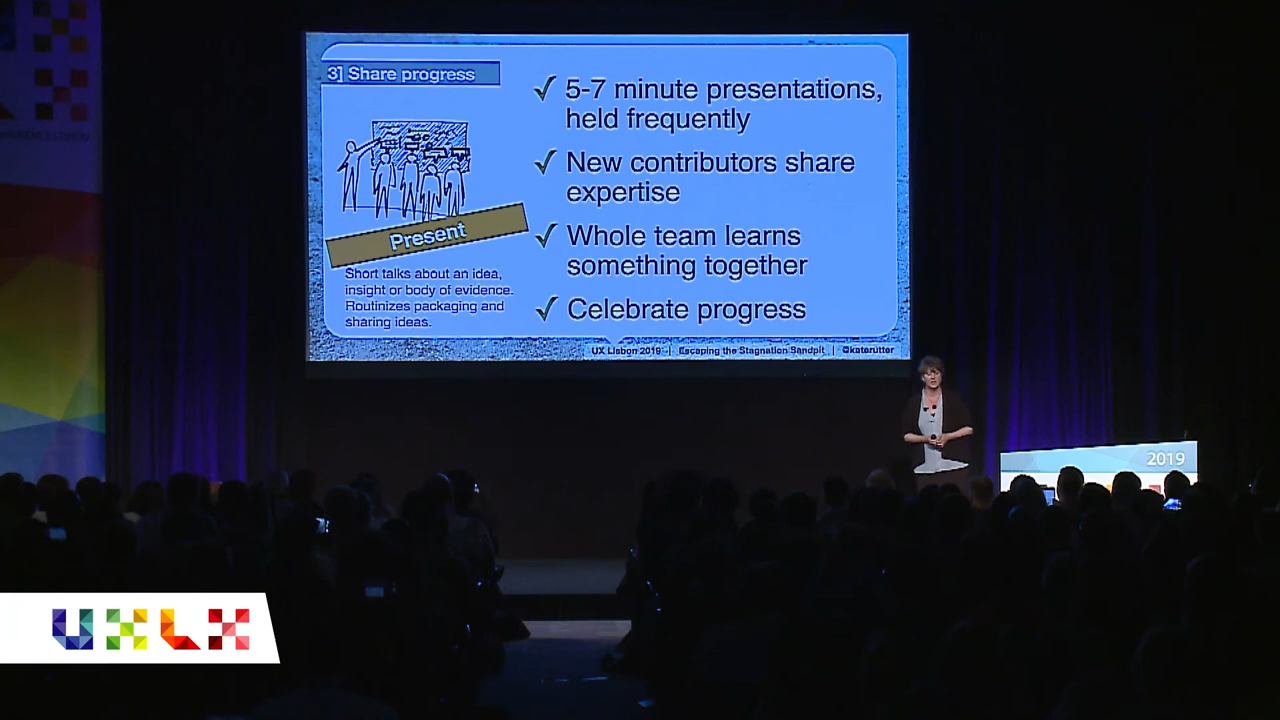 3] Share progress
✓ 5-7 minute presentations,
held frequently
✓ New contributors share
expertise
✓ Whole team learns
something together
✓ Celebrate progress
Present
Short talks about an idea,
insight or body of evidence.
Routinizes packaging and
sharing ideas.
UX Lisbon 2019 | Escaping the Stagnation Sandpit | @katerutter
2019
UXLX